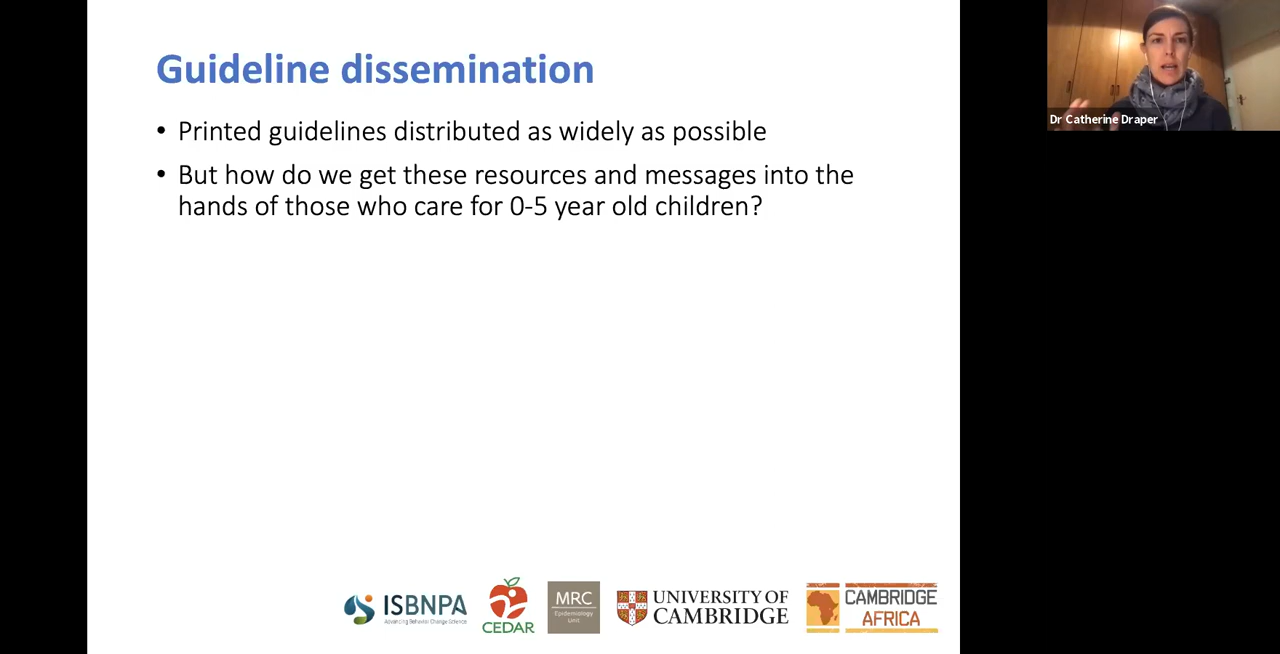 Guideline dissemination
• Printed guidelines distributed as widely as possible
• But how do we get these resources and messages into the
hands of those who care for 0-5 year old children?
Dr Catherine Draper
ISBNPA
Advancing Behavior Change Science
CEDAR
MRC
Epidemiology
Unit
UNIVERSITY OF
CAMBRIDGE
CAMBRIDGE
AFRICA